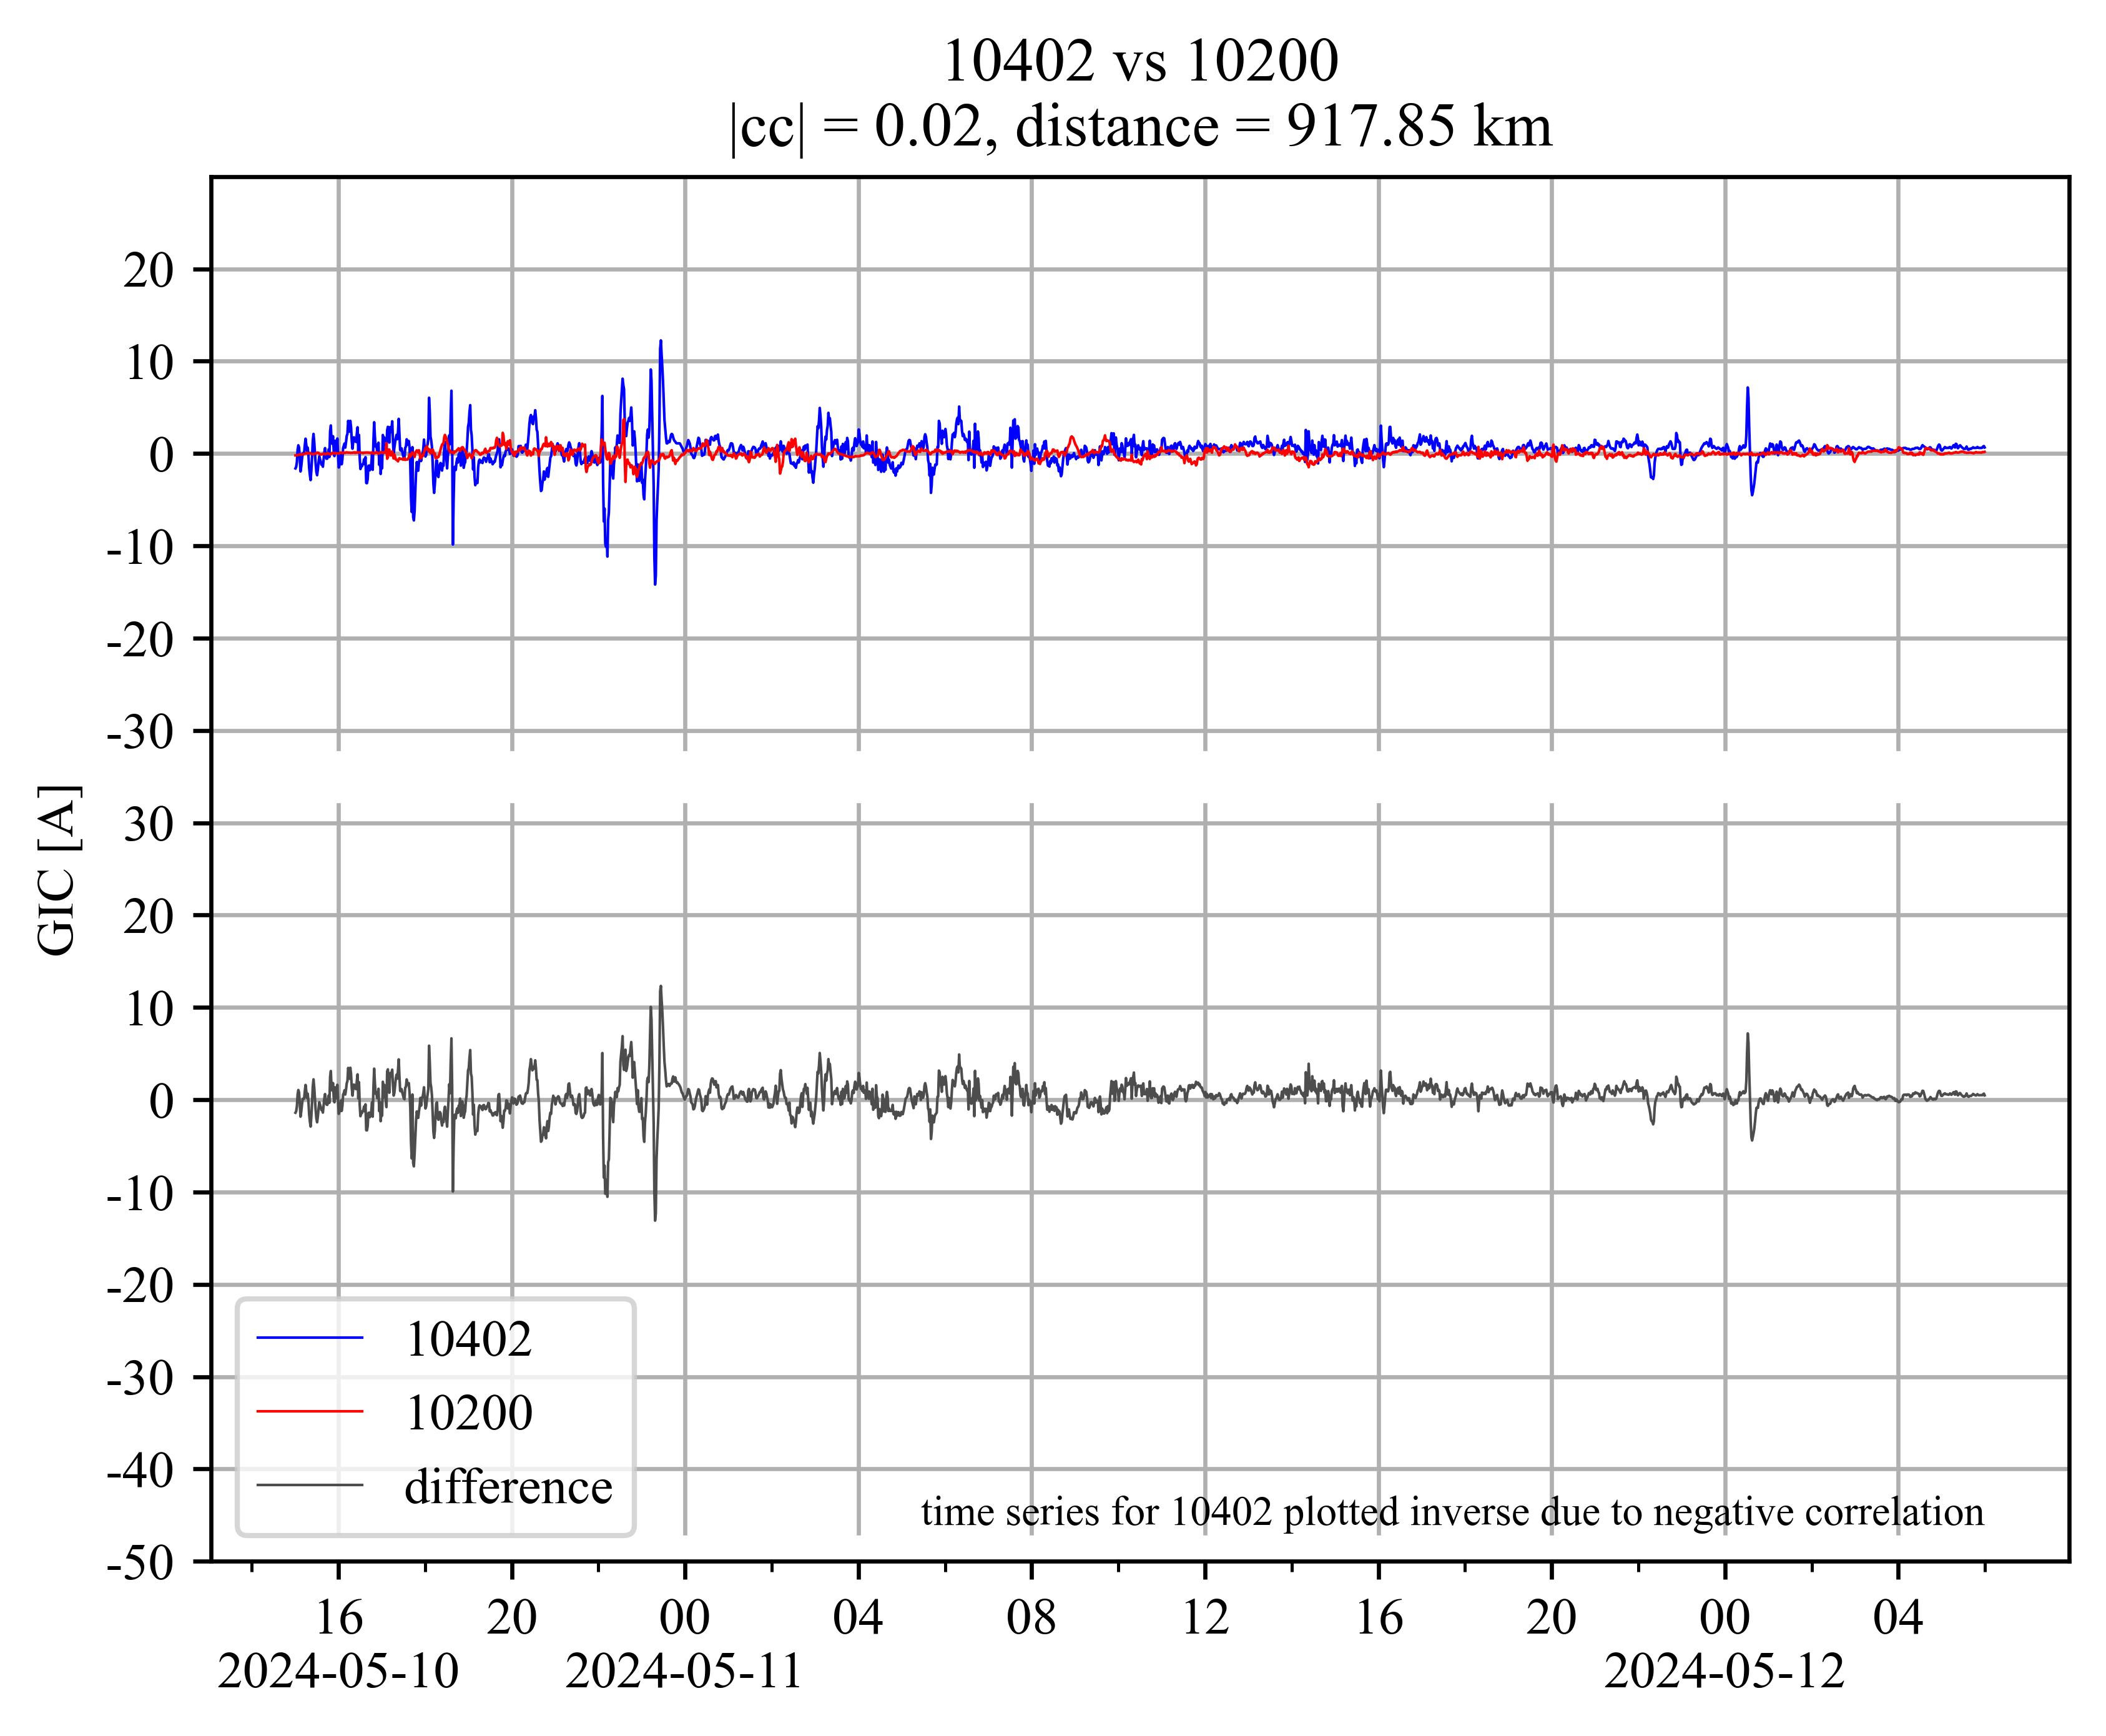 10402 vs 10200
|cc| = 0.02, distance = 917.85 km
GIC [A]
20
10
0
-10
-20
-30
30
20
10
0
-10
-20
-30
-40
-50
10402
10200
difference
time series for 10402 plotted inverse due to negative correlation
16 20 00 04 08 12 16 20 00 04
2024-05-10 2024-05-11 2024-05-12